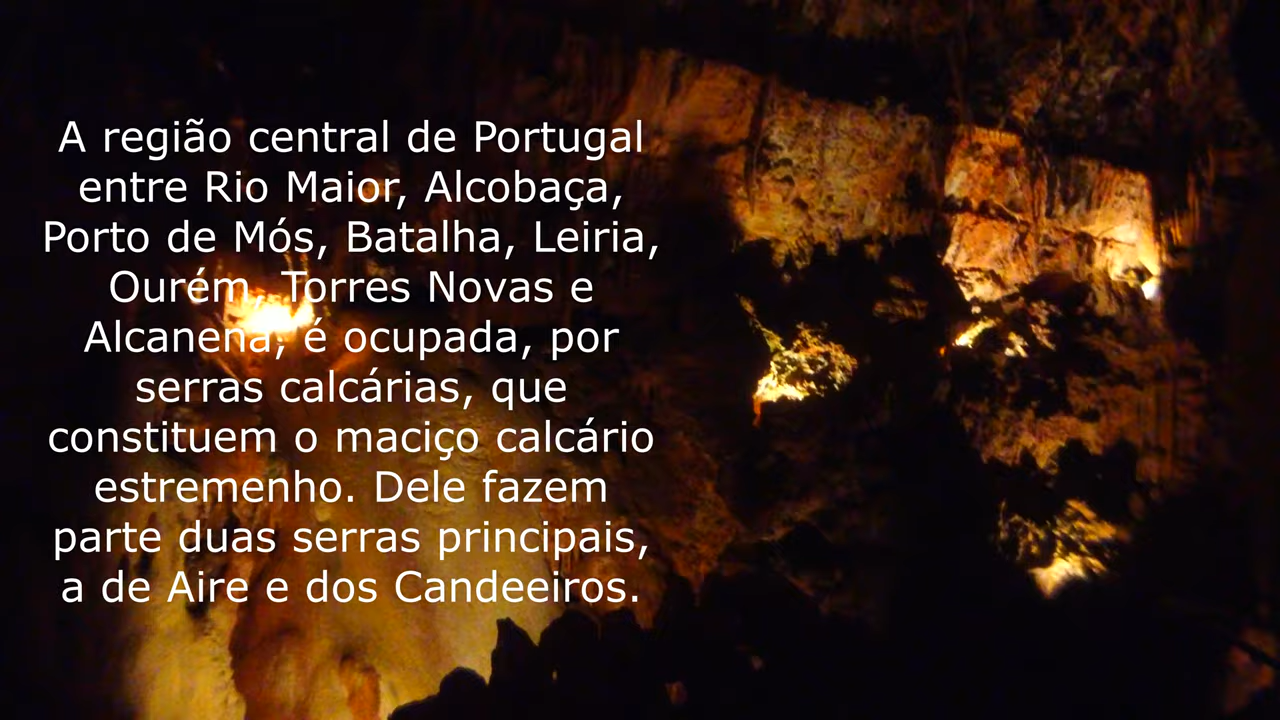 A região central de Portugal
entre Rio Maior, Alcobaça,
Porto de Mós, Batalha, Leiria,
Ourém, Torres Novas e
Alcanena, é ocupada, por
serras calcárias, que
constituem o maciço calcário
estremenho. Dele fazem
parte duas serras principais,
a de Aire e dos Candeeiros.